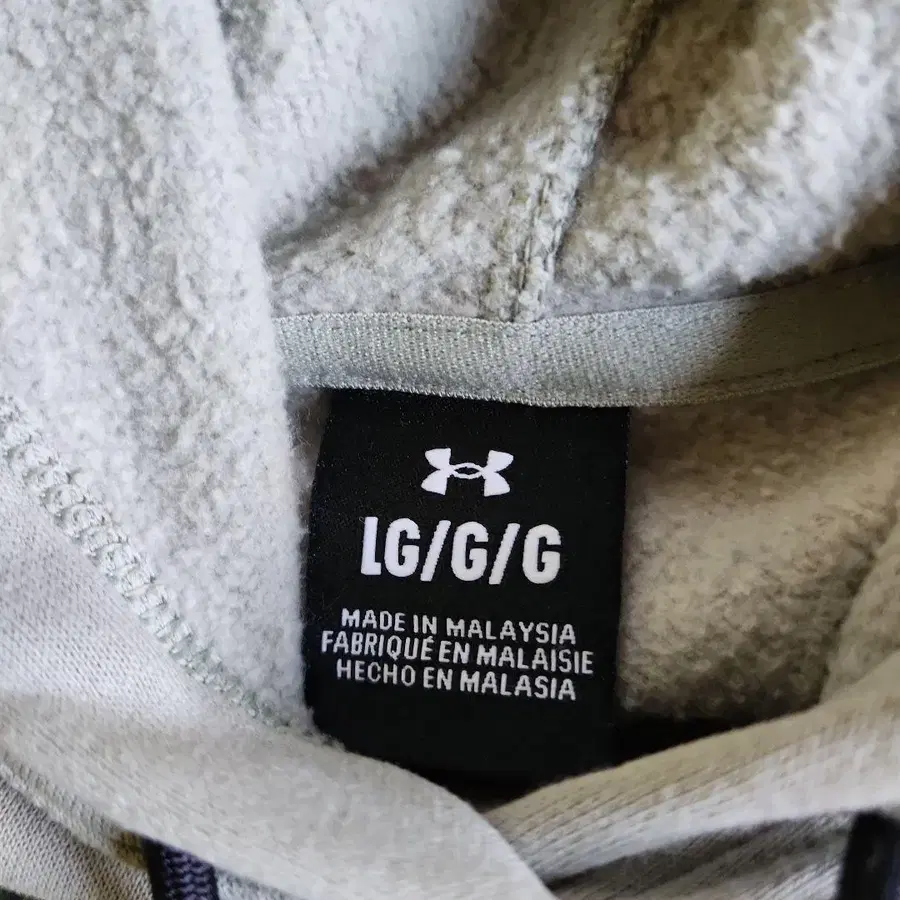 LG/G/G
MADE IN MALAYSIA
FABRIQUÉ EN MALAISIE
HECHO EN MALASIA